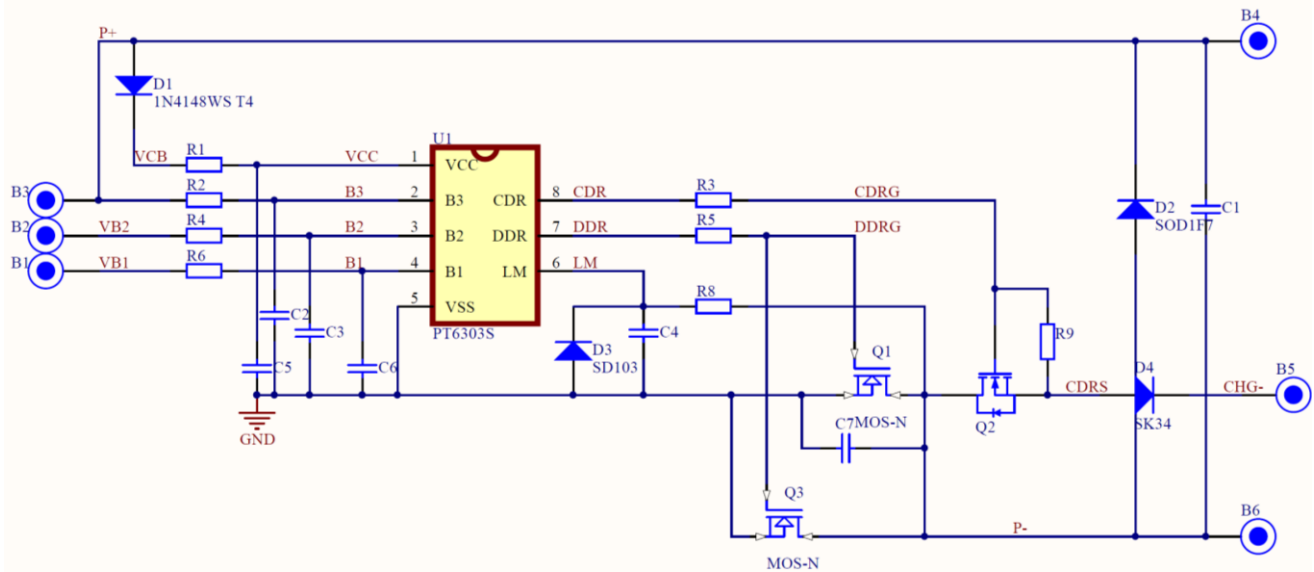 B4
P+
D1
1N4148WS T4
U1
VCB
R1
VCC
1
VCC
B3
R2
B3
2
B3
CDR
8
CDR
R3
CDRG
B2
VB2
R4
B2
3
B2
DDR
7
DDR
R5
DDRG
D2
SOD1F7
C1
B1
VB1
R6
B1
4
B1
LM
6
LM
5
VSS
R8
C2
C3
PT6303S
C4
R9
D3
SD103
Q1
C5
C6
D4
B5
CDRS
CHG-
GND
C7
MOS-N
Q2
SK34
Q3
B6
P-
MOS-N